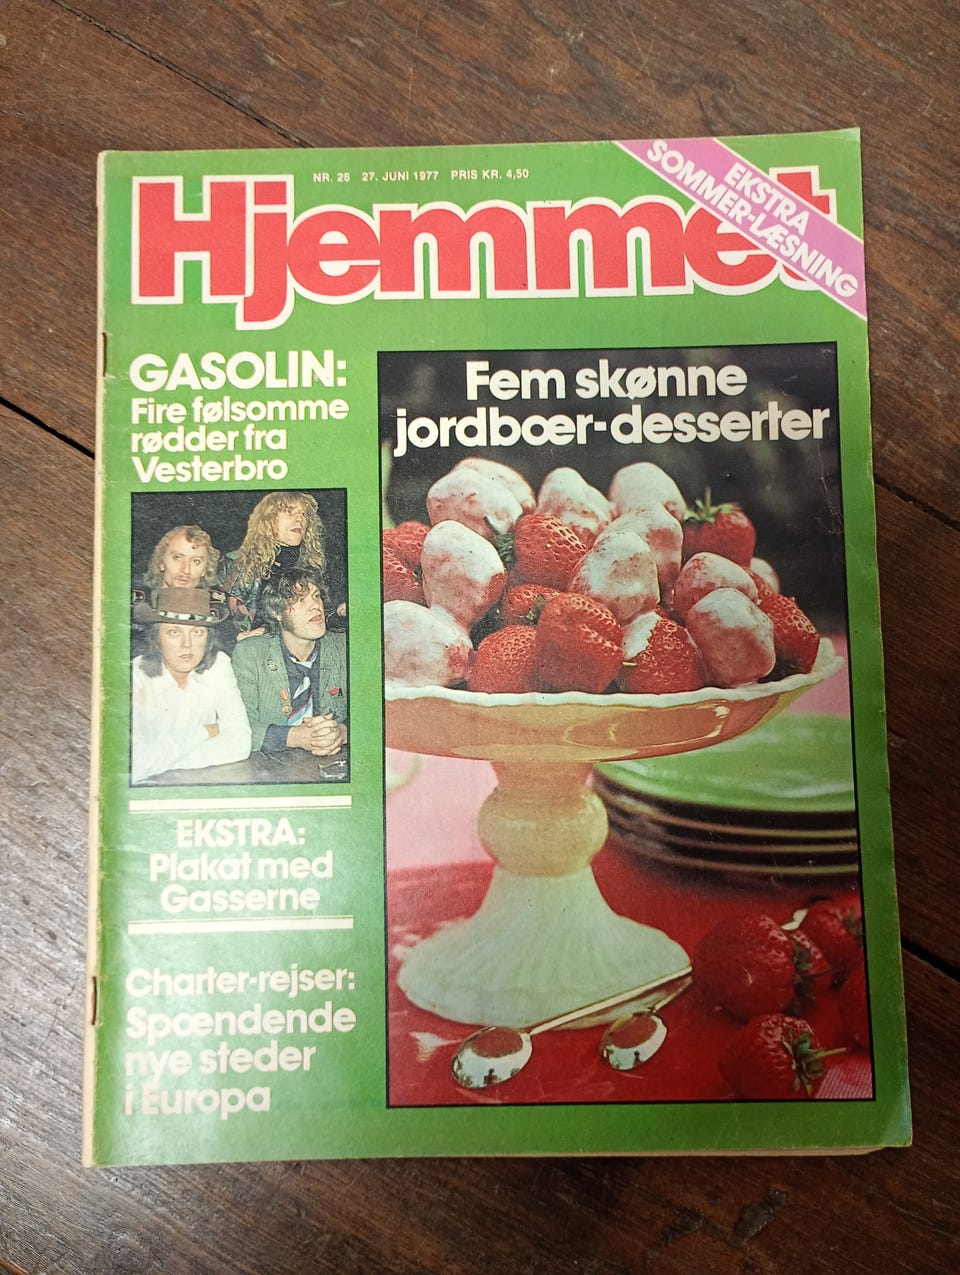 NR. 26 27. JUNI 1977 PRIS KR. 4,50
Hjemmet
EKSTRA
SOMMER-LÆSNING
GASOLIN:
Fire følsomme
rødder fra
Vesterbro
Fem skønne
jordbær-desserter
EKSTRA:
Plakat med
Gasserne
Charter-rejser:
Spændende
nye steder
i Europa